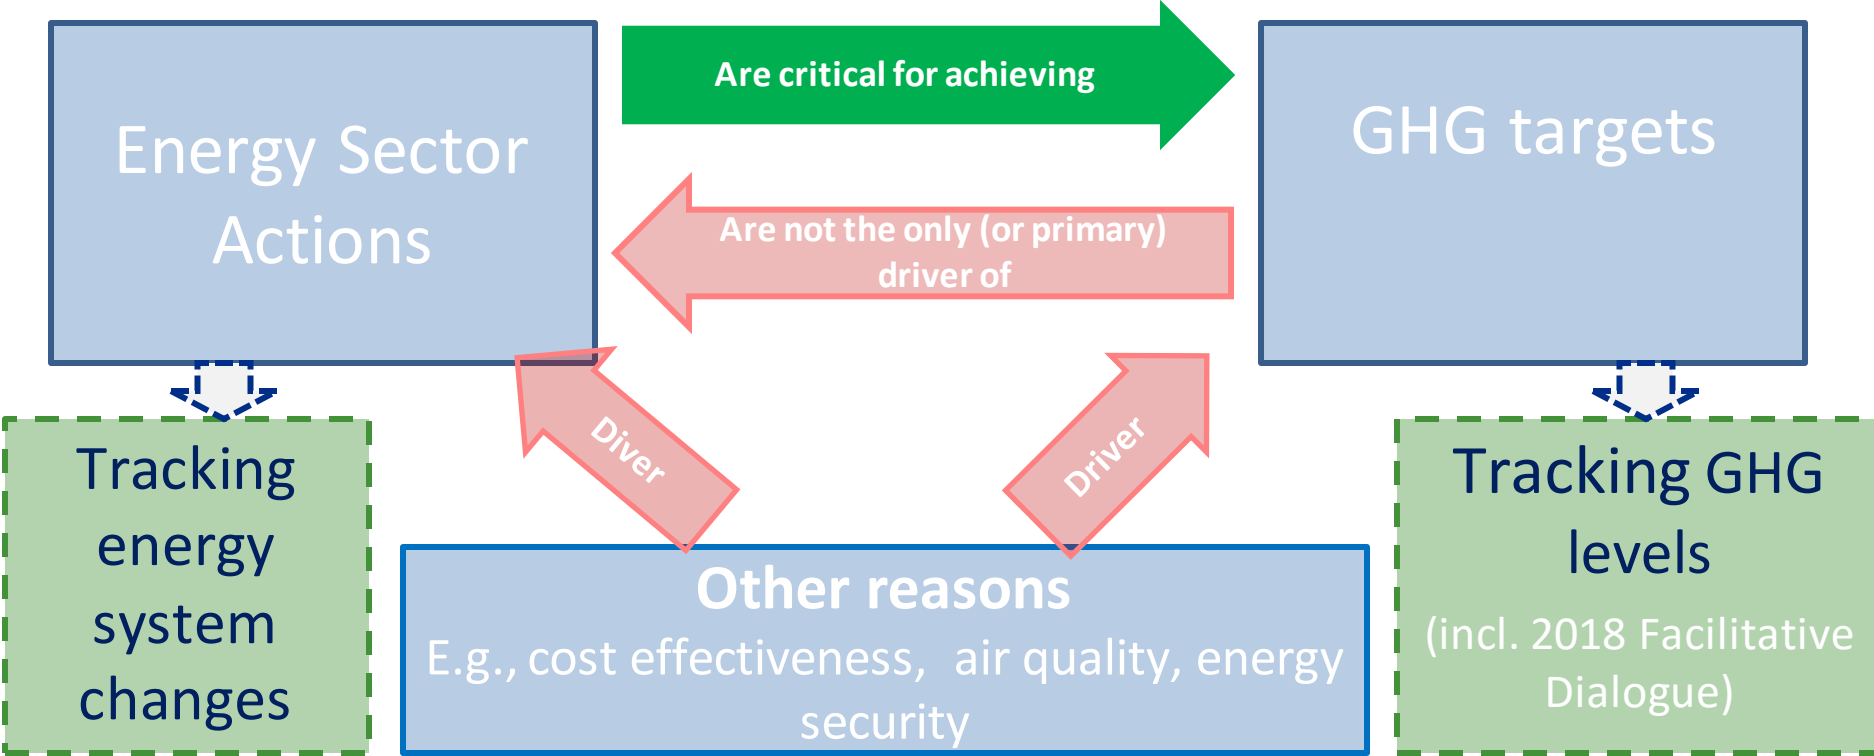 Energy Sector
Actions
Are critical for achieving
GHG targets
Are not the only (or primary)
driver of
Diver
Driver
Tracking
energy
system
changes
Other reasons
E.g., cost effectiveness,  air quality, energy
security
Tracking GHG
levels
(incl. 2018 Facilitative
Dialogue)